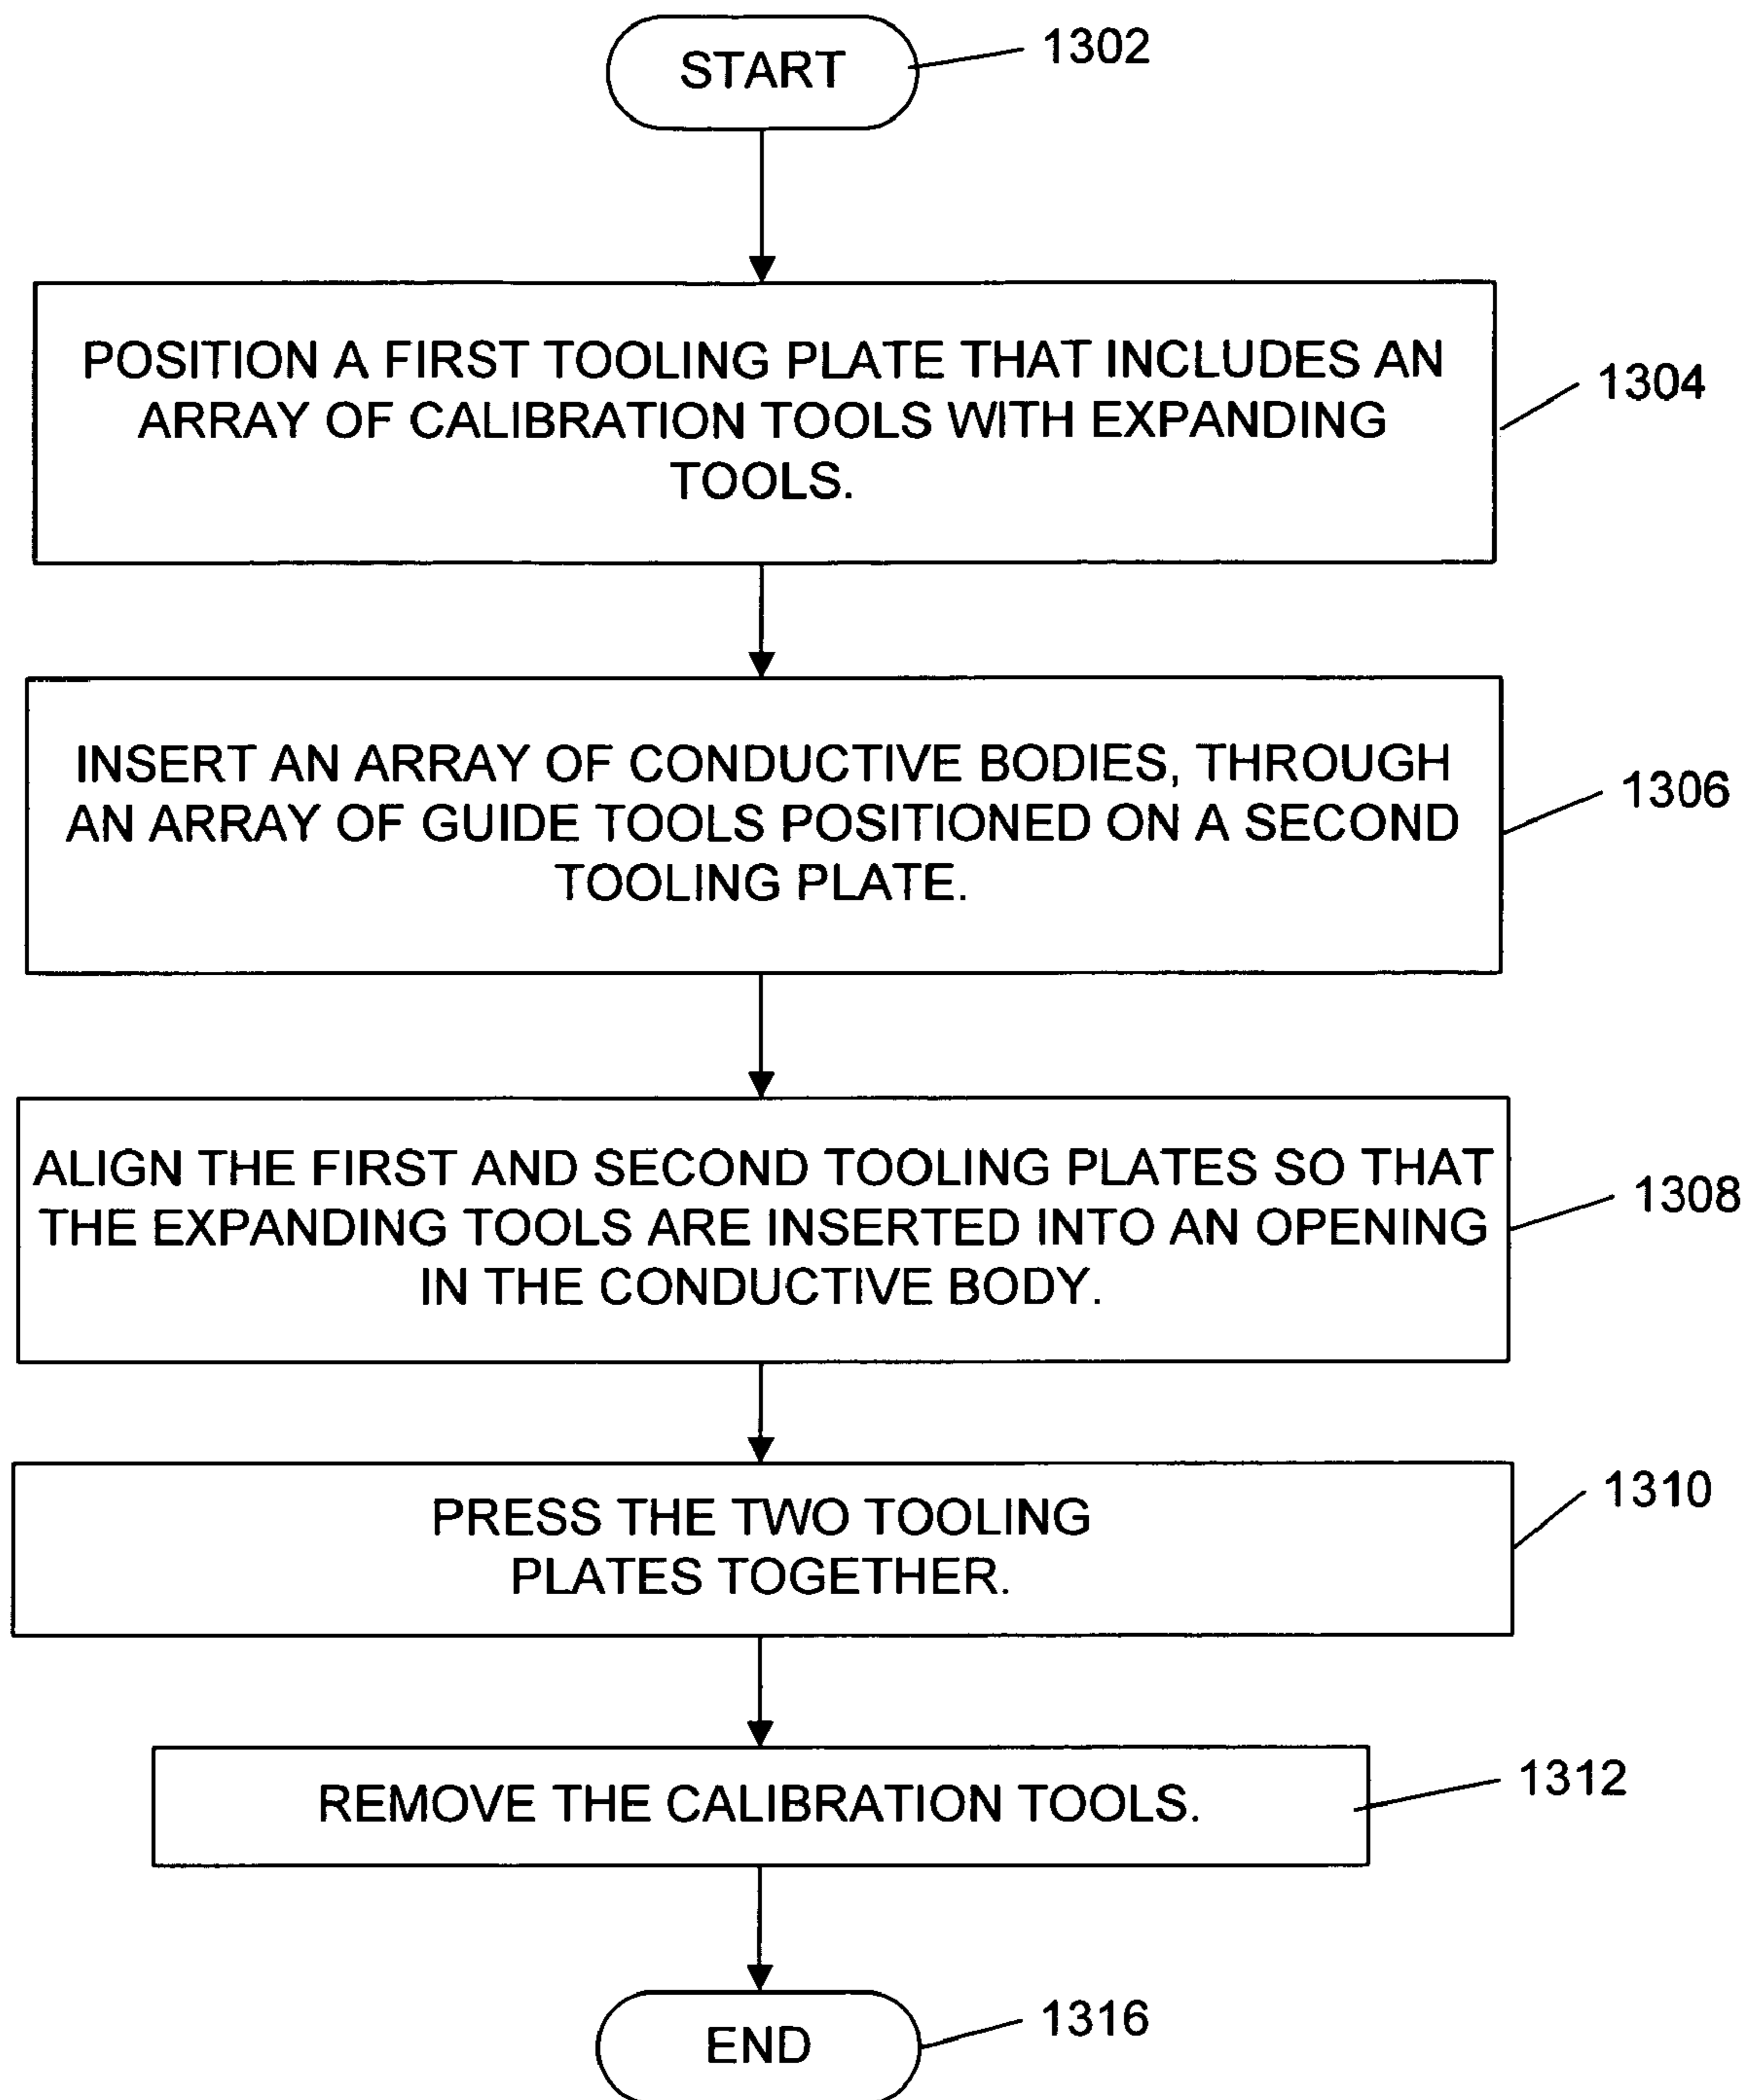 START
1302
POSITION A FIRST TOOLING PLATE THAT INCLUDES AN
ARRAY OF CALIBRATION TOOLS WITH EXPANDING
TOOLS.
1304
INSERT AN ARRAY OF CONDUCTIVE BODIES, THROUGH
AN ARRAY OF GUIDE TOOLS POSITIONED ON A SECOND
TOOLING PLATE.
1306
ALIGN THE FIRST AND SECOND TOOLING PLATES SO THAT
THE EXPANDING TOOLS ARE INSERTED INTO AN OPENING
IN THE CONDUCTIVE BODY.
1308
PRESS THE TWO TOOLING
PLATES TOGETHER.
1310
REMOVE THE CALIBRATION TOOLS.
1312
END
1316